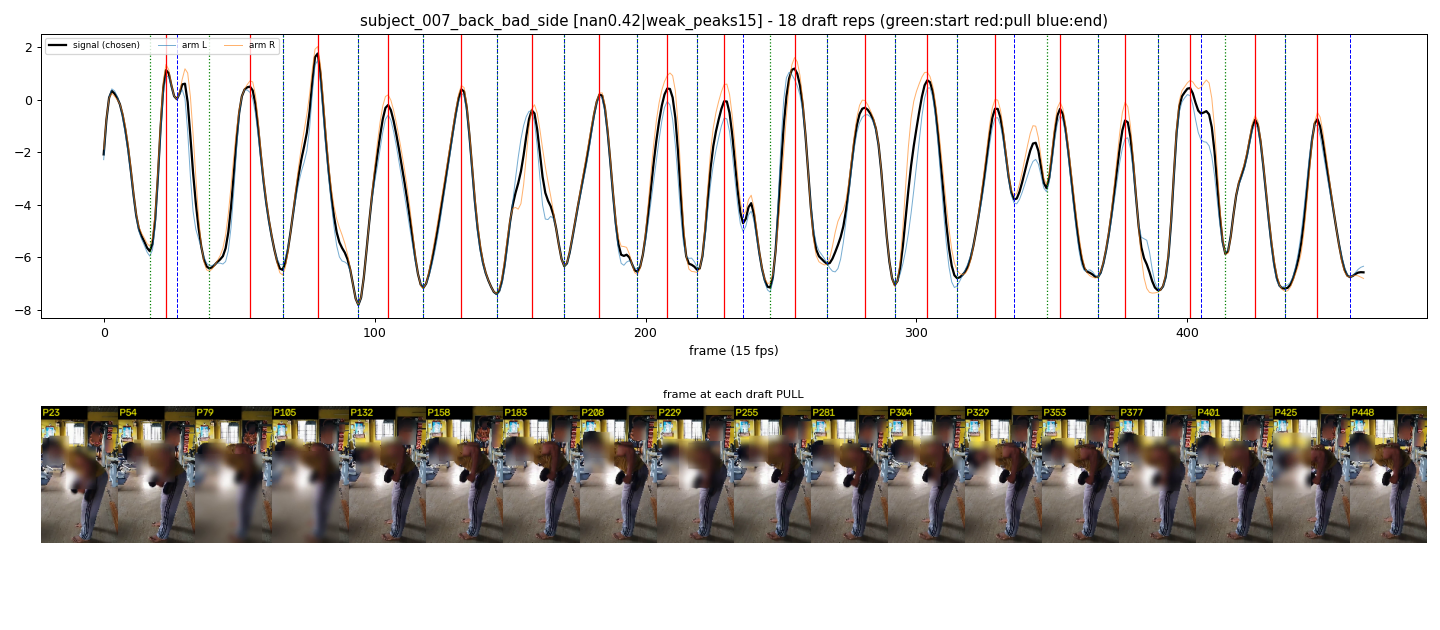 subject_007_back_bad_side [nan0.42|weak_peaks15] - 18 draft reps (green:start red:pull blue:end)
signal (chosen) arm L arm R
2
0
−2
−4
−6
−8
0 100 200 300 400
frame (15 fps)
frame at each draft PULL
P23 P54 P79 P105 P132 P158 P183 P208 P229 P255 P281 P304 P329 P353 P377 P401 P425 P448